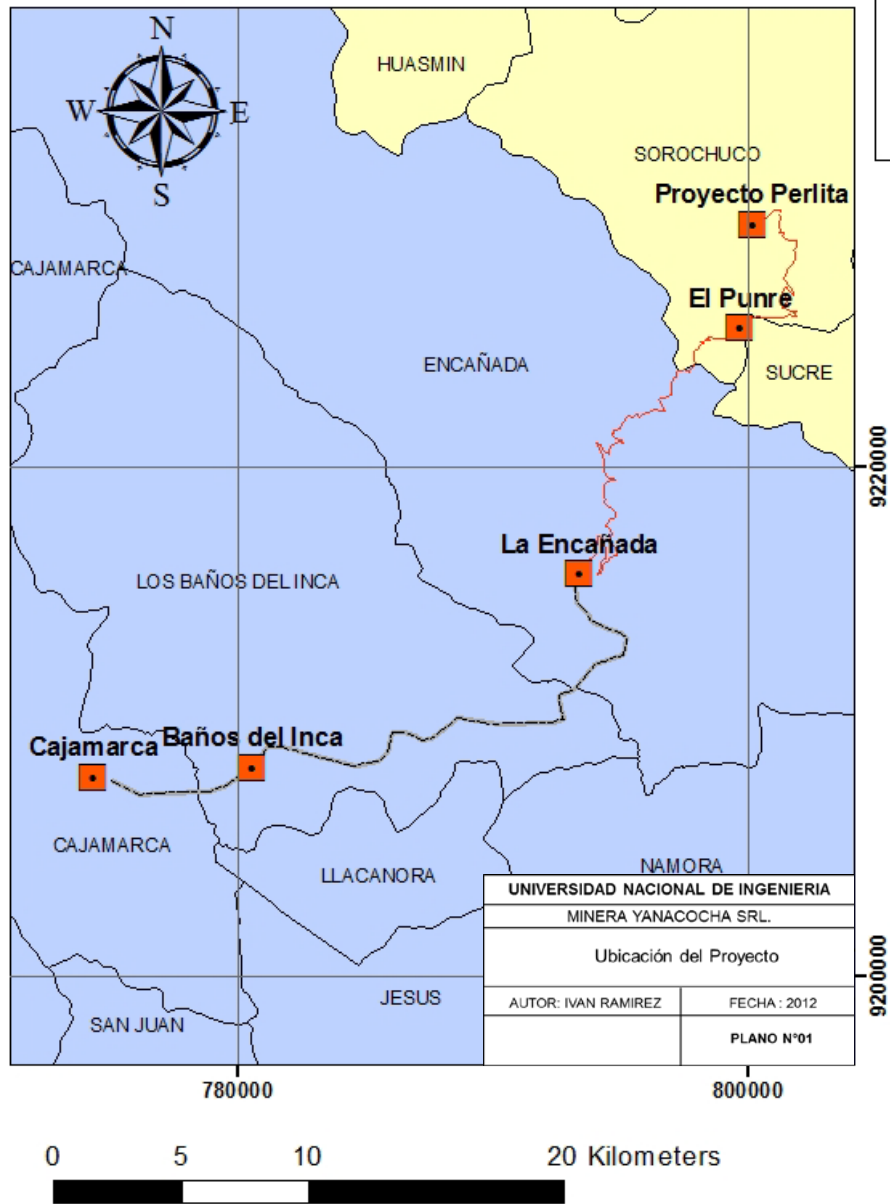 N
HUASMIN
W
E
S
SOROCHUCO
Proyecto Perlita
CAJAMARCA
El Punre
ENCAÑADA
SUCRE
9220000
La Encañada
LOS BAÑOS DEL INCA
Cajamarca
Baños del Inca
CAJAMARCA
LLACANORA
NAMORA
UNIVERSIDAD NACIONAL DE INGENIERIA
MINERA YANACOCHA SRL.
Ubicación del Proyecto
9200000
JESUS
AUTOR: IVAN RAMIREZ
FECHA : 2012
SAN JUAN
PLANO N°01
780000
800000
0 5 10 20 Kilometers